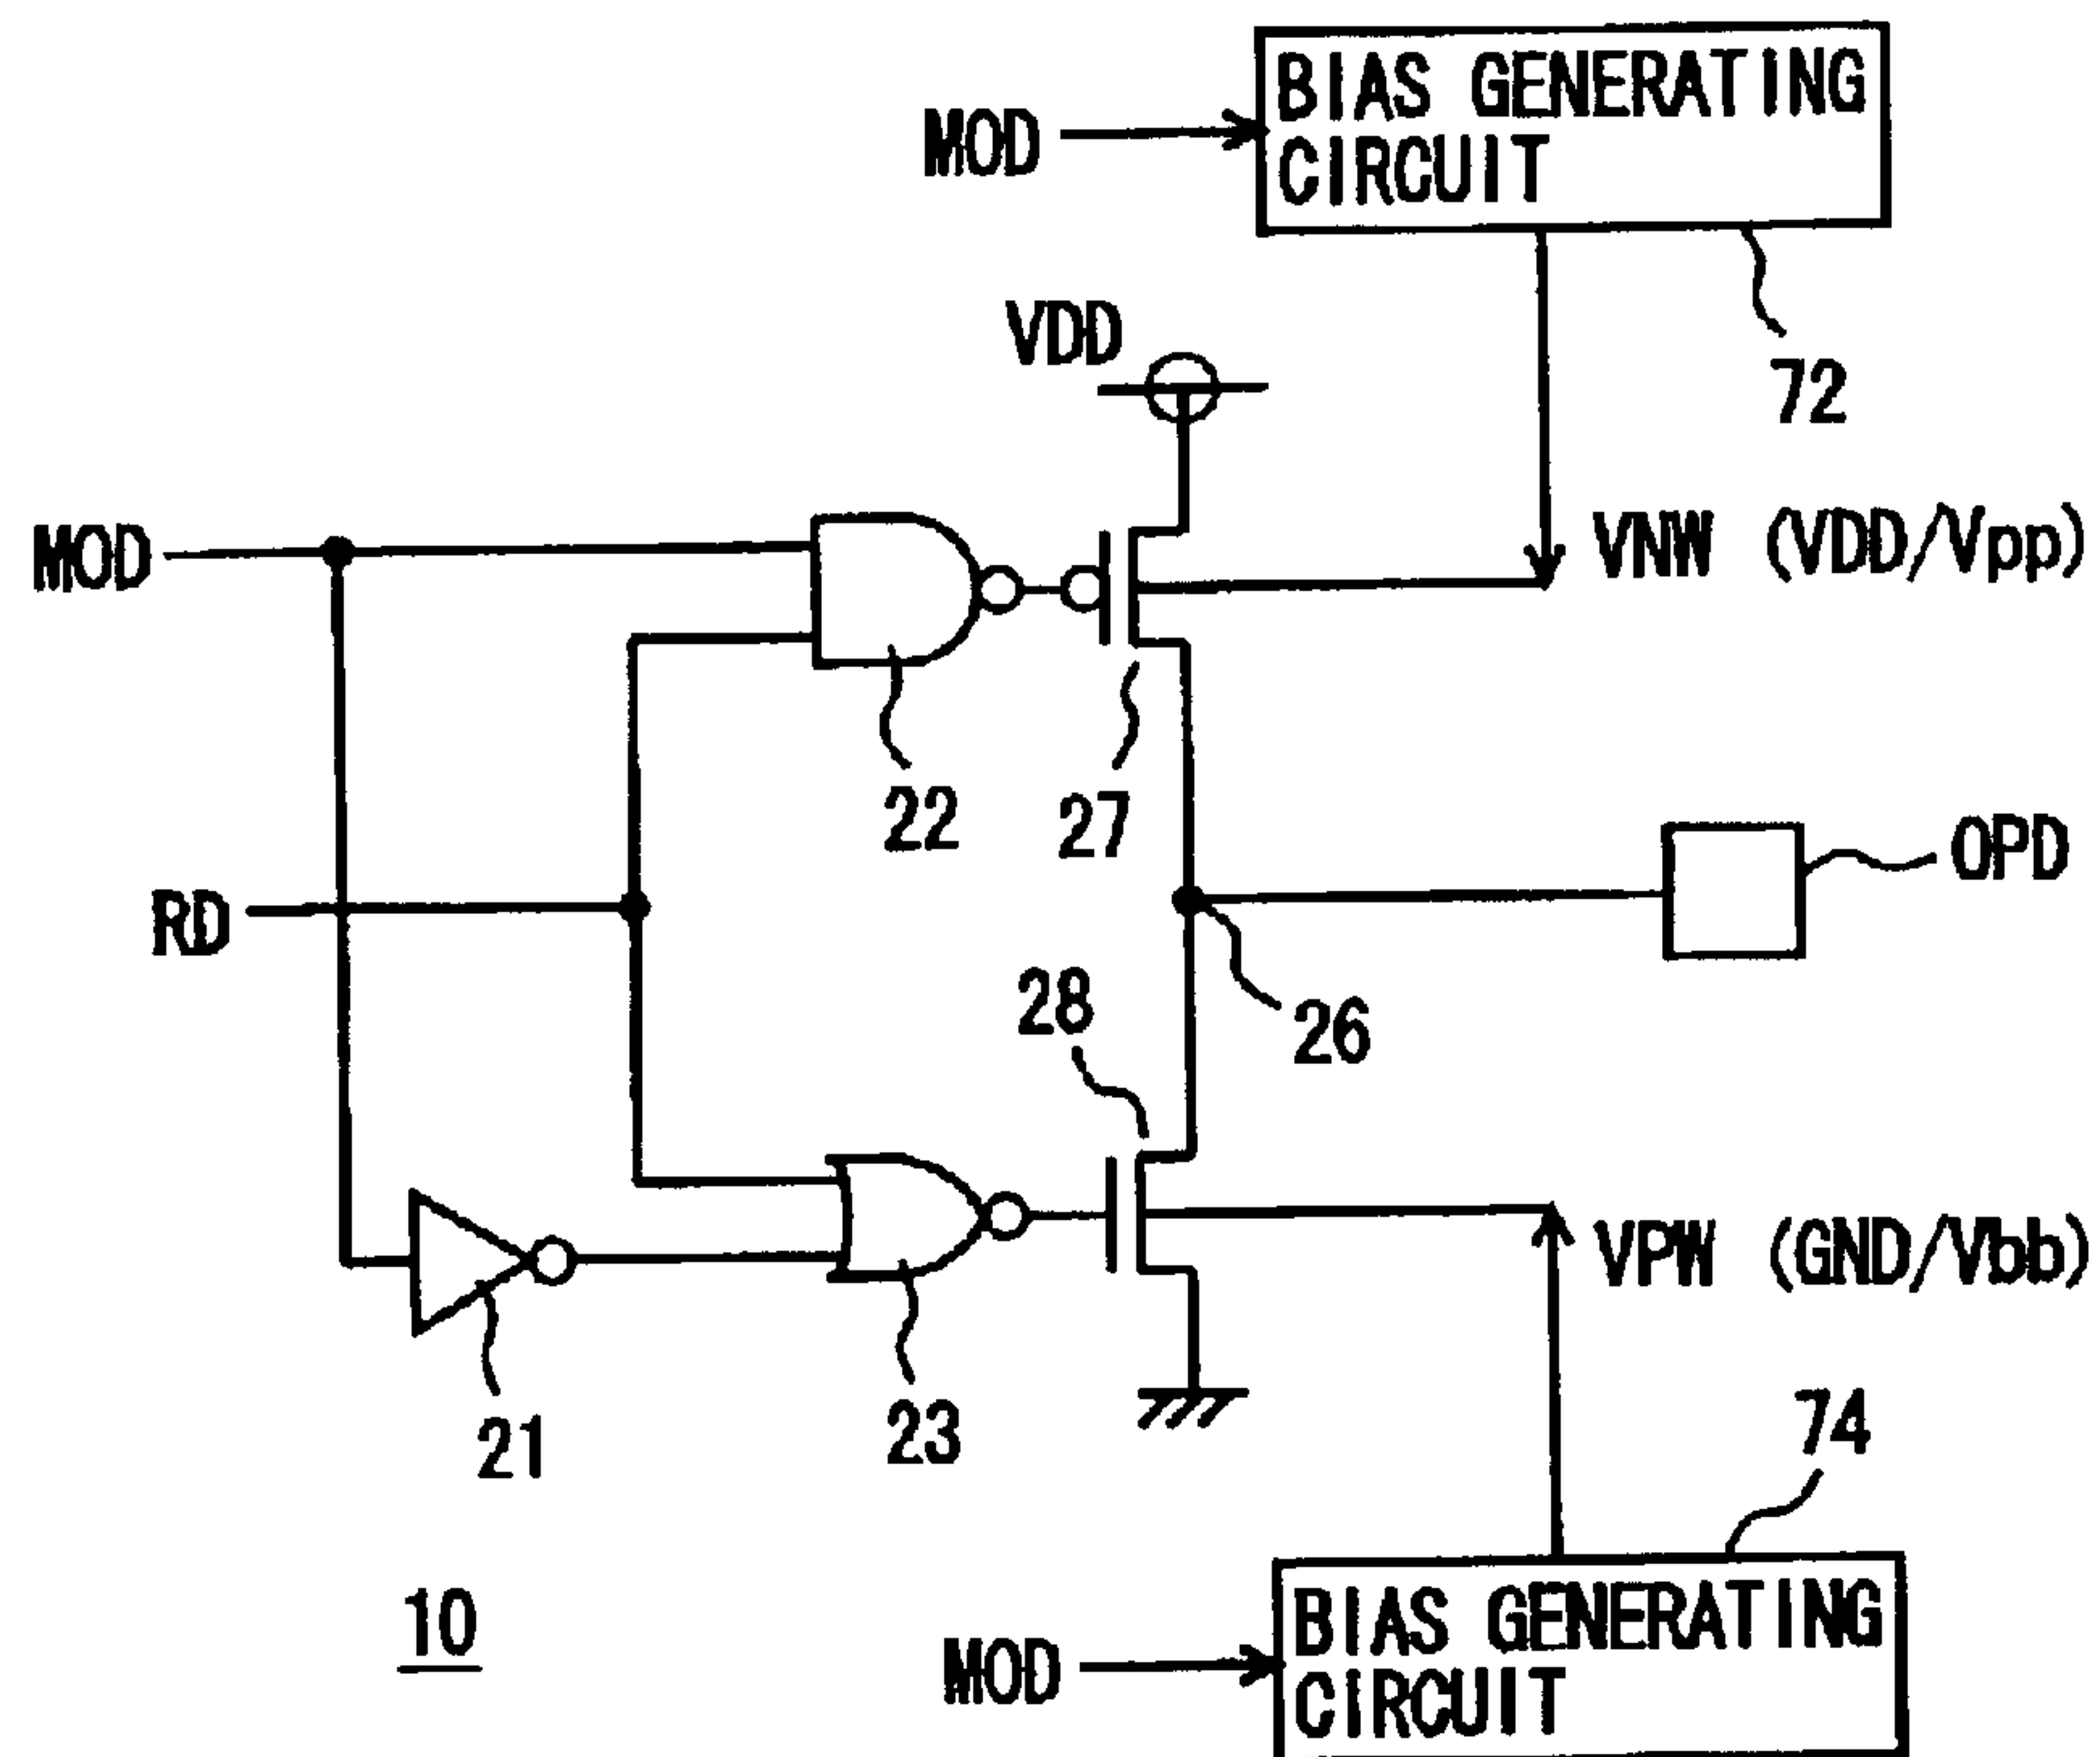 BIAS GENERATING
CIRCUIT
MOD
72
VDD
MOD
VNW (VDD/Vpp)
22
27
OPD
RD
28
26
VPW (GND/Vbb)
74
21
23
10
BIAS GENERATING
CIRCUIT
MOD